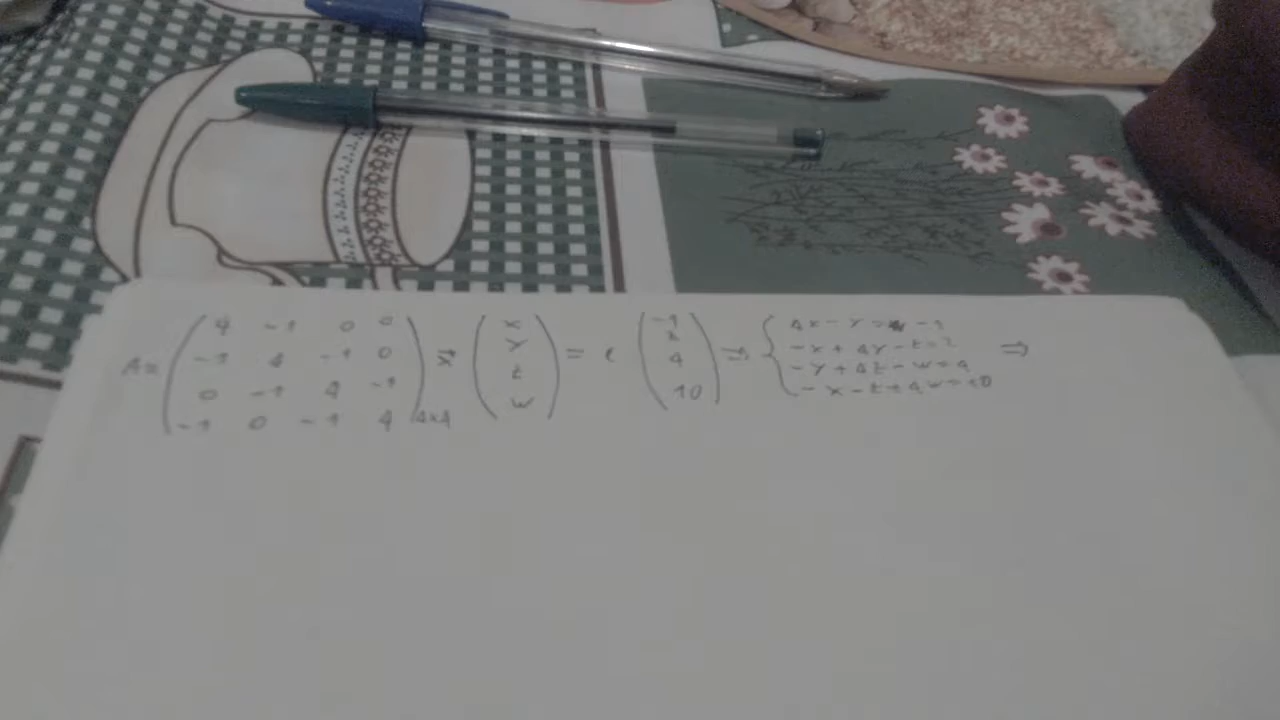 A = ( 4 -1 0 0 ) x ( x ) = c ( -1 ) => { 4x - y = -1
-1 4 -1 0 y 2 -x + 4y - z = 2 =>
0 -1 4 -1 z 4 -y + 4z - w = 4
-1 0 -1 4 4x4 w 10 -x - z + 4w = 10